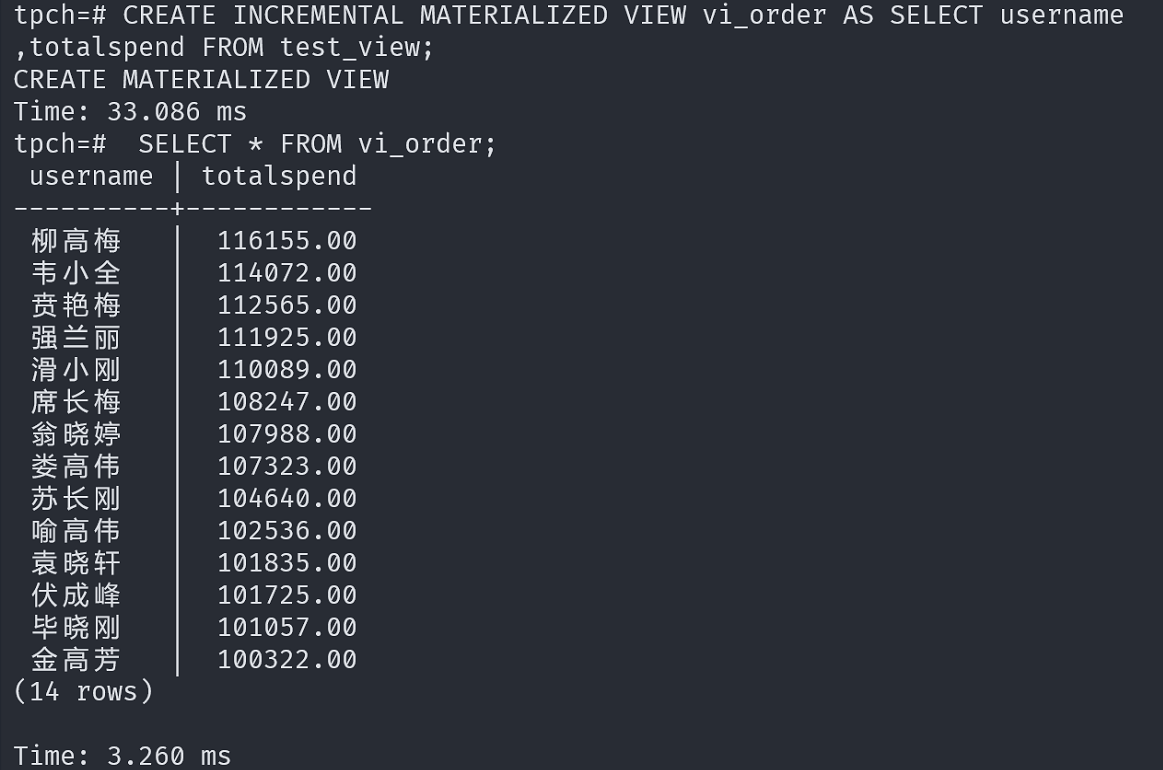 tpch=# CREATE INCREMENTAL MATERIALIZED VIEW vi_order AS SELECT username
,totalspend FROM test_view;
CREATE MATERIALIZED VIEW
Time: 33.086 ms
tpch=#  SELECT * FROM vi_order;
 username | totalspend
----------+------------
 柳高梅   |  116155.00
 韦小全   |  114072.00
 贲艳梅   |  112565.00
 强兰丽   |  111925.00
 滑小刚   |  110089.00
 席长梅   |  108247.00
 翁晓婷   |  107988.00
 娄高伟   |  107323.00
 苏长刚   |  104640.00
 喻高伟   |  102536.00
 袁晓轩   |  101835.00
 伏成峰   |  101725.00
 毕晓刚   |  101057.00
 金高芳   |  100322.00
(14 rows)
Time: 3.260 ms